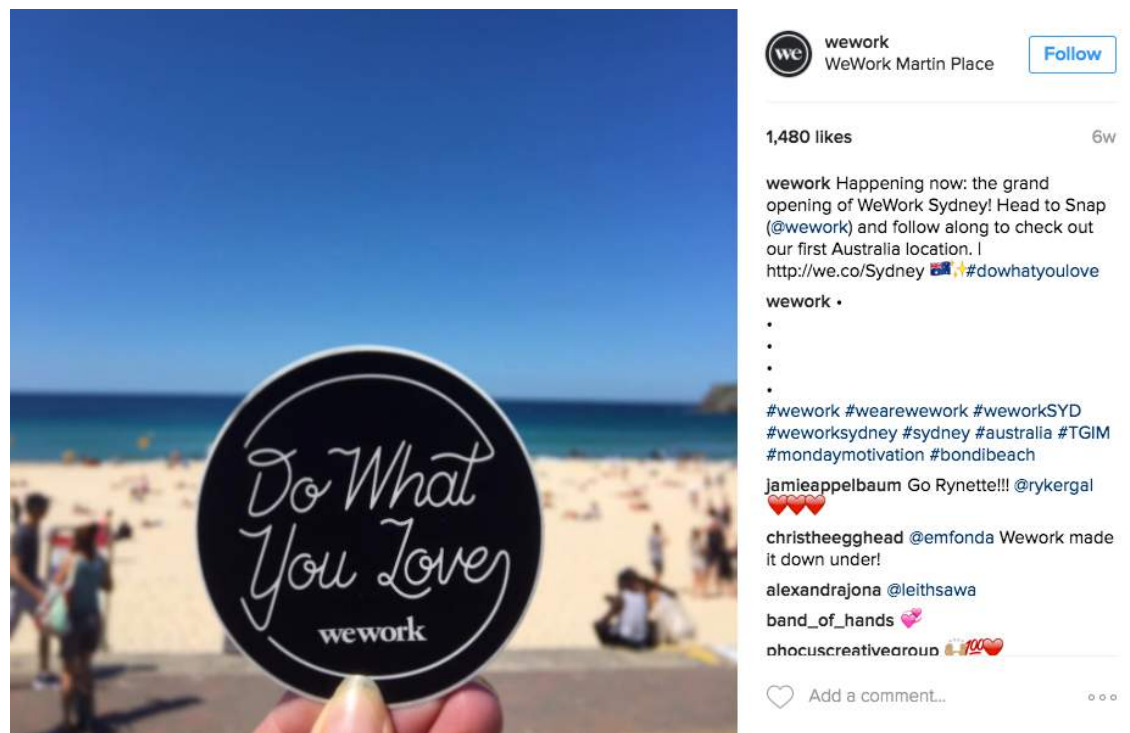 Do What
You Love
wework
we
wework
WeWork Martin Place
Follow
1,480 likes
6w
wework Happening now: the grand
opening of WeWork Sydney! Head to Snap
(@wework) and follow along to check out
our first Australia location. |
http://we.co/Sydney 🇦🇺✨#dowhatyoulove
wework •
•
•
•
•
#wework #wearewework #weworkSYD
#weworksydney #sydney #australia #TGIM
#mondaymotivation #bondibeach
jamieappelbaum Go Rynette!!! @rykergal
❤️❤️❤️
christheegghead @emfonda Wework made
it down under!
alexandrajona @leithsawa
band_of_hands 💞
phocuscreativegroup 🙌🏽💯❤️
Add a comment...